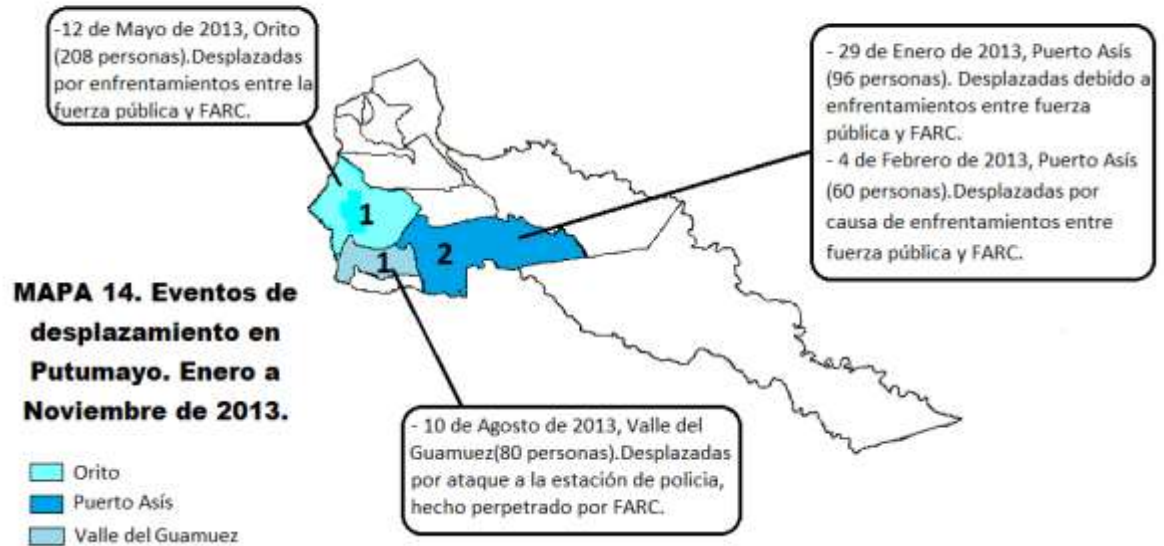 -12 de Mayo de 2013, Orito
(208 personas).Desplazadas
por enfrentamientos entre la
fuerza pública y FARC.
- 29 de Enero de 2013, Puerto Asís
(96 personas). Desplazadas debido a
enfrentamientos entre fuerza
pública y FARC.
- 4 de Febrero de 2013, Puerto Asís
(60 personas).Desplazadas por
causa de enfrentamientos entre
fuerza pública y FARC.
1
1
2
MAPA 14. Eventos de
desplazamiento en
Putumayo. Enero a
Noviembre de 2013.
- 10 de Agosto de 2013, Valle del
Guamuez(80 personas).Desplazadas
por ataque a la estación de policia,
hecho perpetrado por FARC.
Orito
Puerto Asís
Valle del Guamuez